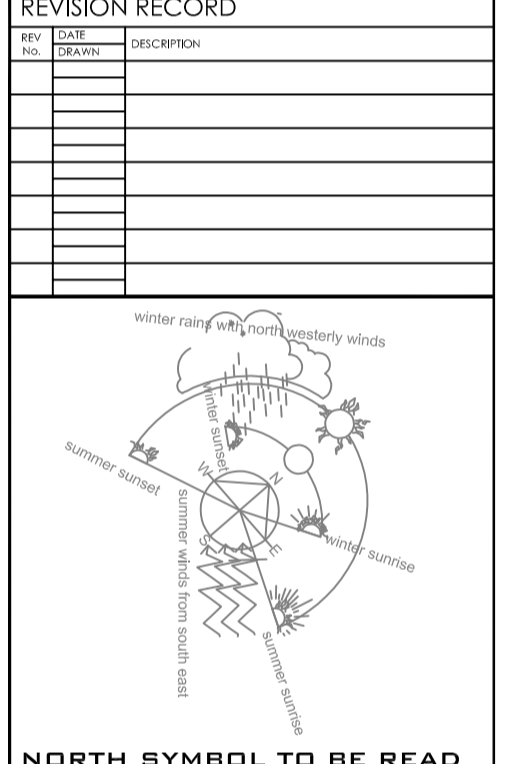 REVISION RECORD
REV No.
DATE
DRAWN
DESCRIPTION
winter rains with north westerly winds
winter sunset
summer sunset
W
N
S
E
winter sunrise
summer winds from south east
summer sunrise
NORTH SYMBOL TO BE READ